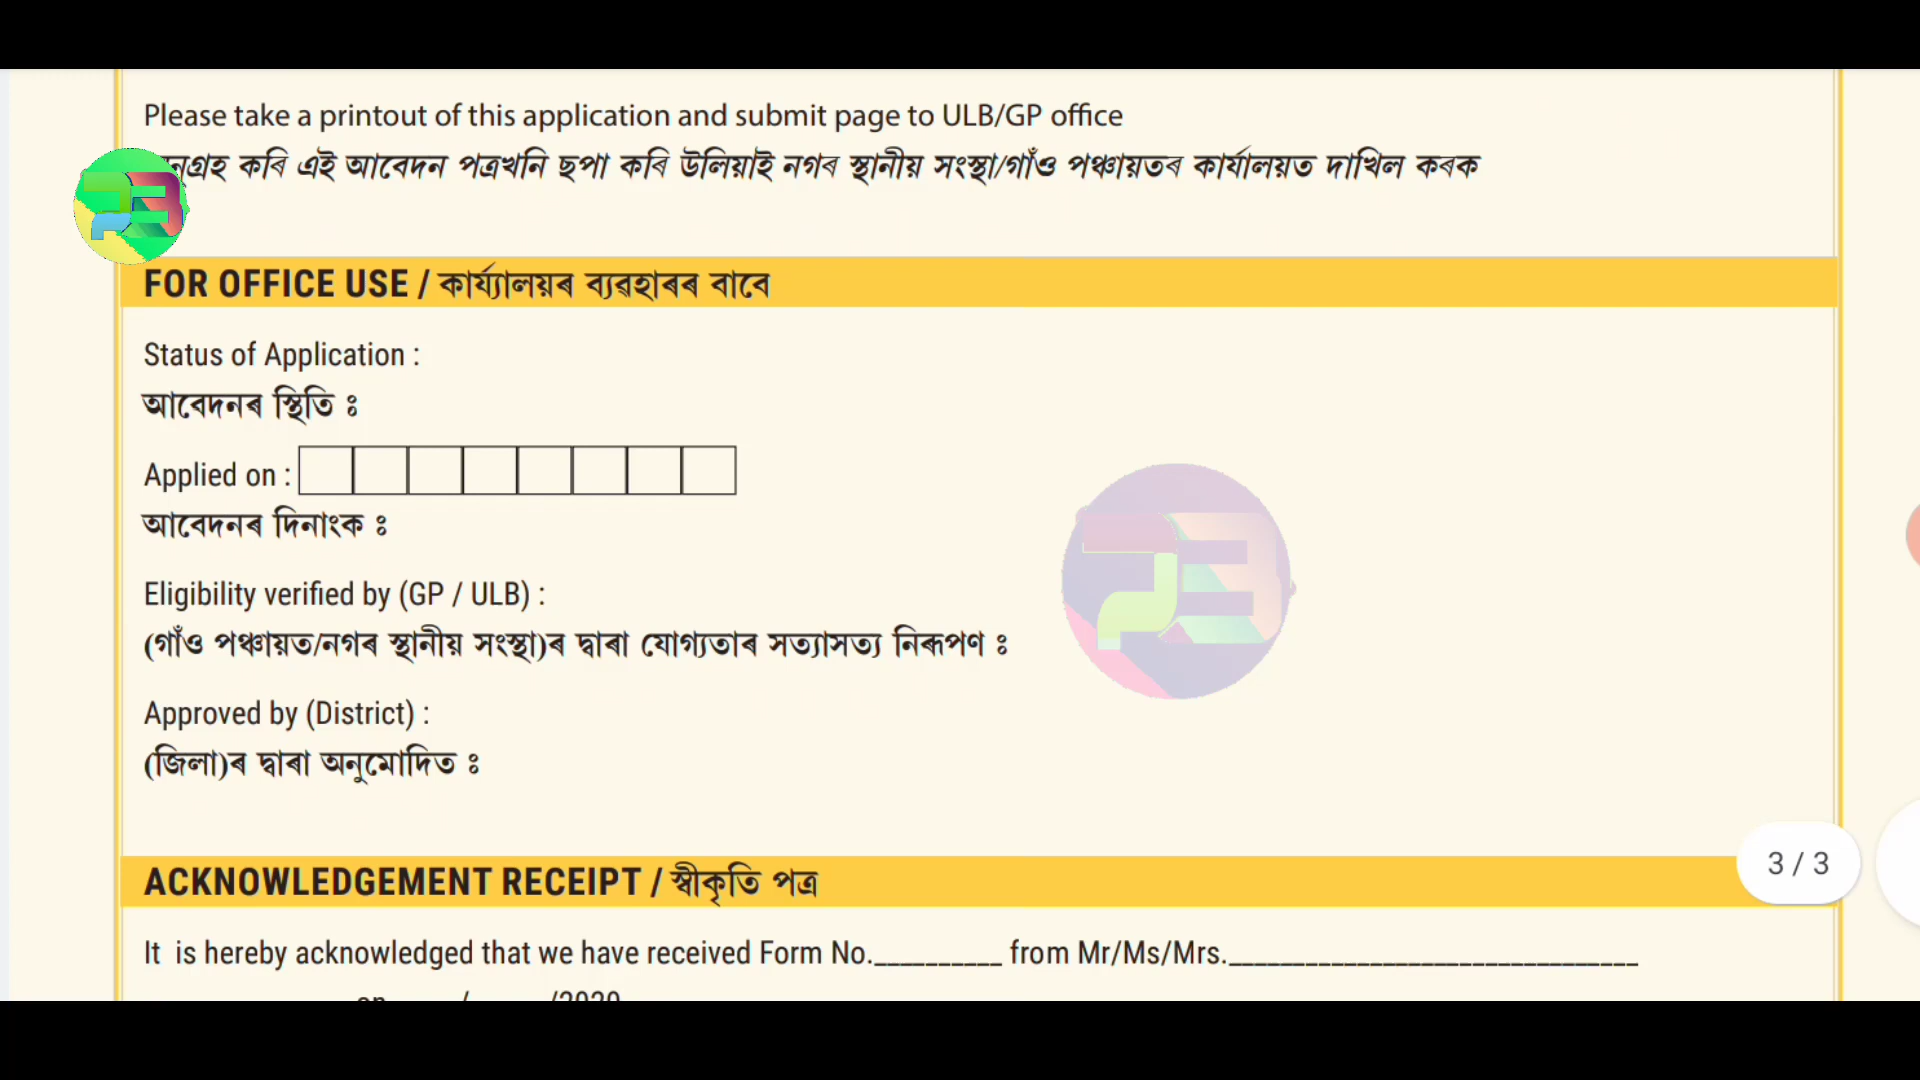 Please take a printout of this application and submit page to ULB/GP office
কৰি এই আবেদন পত্ৰখনি ছপা কৰি উলিয়াই নগৰ স্থানীয় সংস্থা/গাঁও পঞ্চায়তৰ কাৰ্যালয়ত দাখিল কৰক
FOR OFFICE USE / কাৰ্য্যালয়ৰ ব্যৱহাৰৰ বাবে
Status of Application :
আবেদনৰ স্থিতি ঃ
Applied on :
আবেদনৰ দিনাংক ঃ
Eligibility verified by (GP / ULB) :
(গাঁও পঞ্চায়ত/নগৰ স্থানীয় সংস্থা)ৰ দ্বাৰা যোগ্যতাৰ সত্যাসত্য নিৰূপণ ঃ
Approved by (District) :
(জিলা)ৰ দ্বাৰা অনুমোদিত ঃ
3 / 3
ACKNOWLEDGEMENT RECEIPT / স্বীকৃতি পত্ৰ
It is hereby acknowledged that we have received Form No.__________ from Mr/Ms/Mrs.________________________________
on / /2020